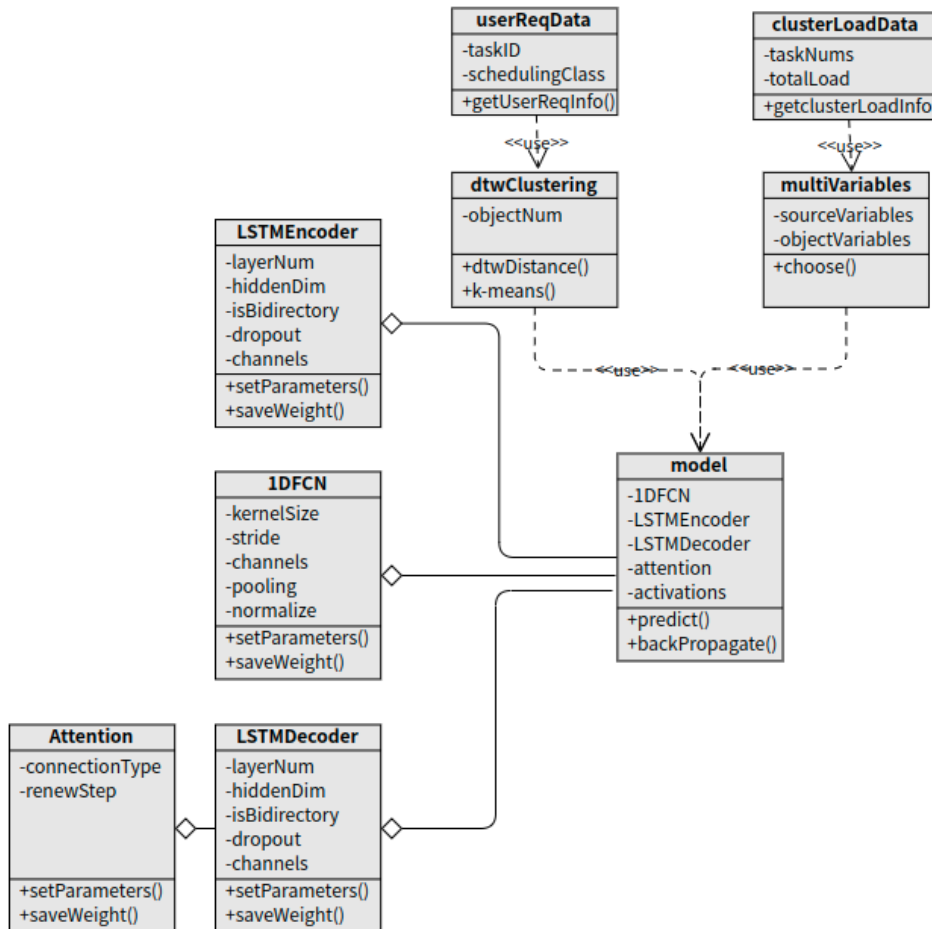 userReqData
-taskID
-schedulingClass
+getUserReqInfo()
clusterLoadData
-taskNums
-totalLoad
+getclusterLoadInfo
<<use>>
<<use>>
dtwClustering
-objectNum
+dtwDistance()
+k-means()
multiVariables
-sourceVariables
-objectVariables
+choose()
LSTMEncoder
-layerNum
-hiddenDim
-isBidirectory
-dropout
-channels
+setParameters()
+saveWeight()
<<use>>
<<use>>
model
-1DFCN
-LSTMEncoder
-LSTMDecoder
-attention
-activations
+predict()
+backPropagate()
1DFCN
-kernelSize
-stride
-channels
-pooling
-normalize
+setParameters()
+saveWeight()
Attention
-connectionType
-renewStep
+setParameters()
+saveWeight()
LSTMDecoder
-layerNum
-hiddenDim
-isBidirectory
-dropout
-channels
+setParameters()
+saveWeight()